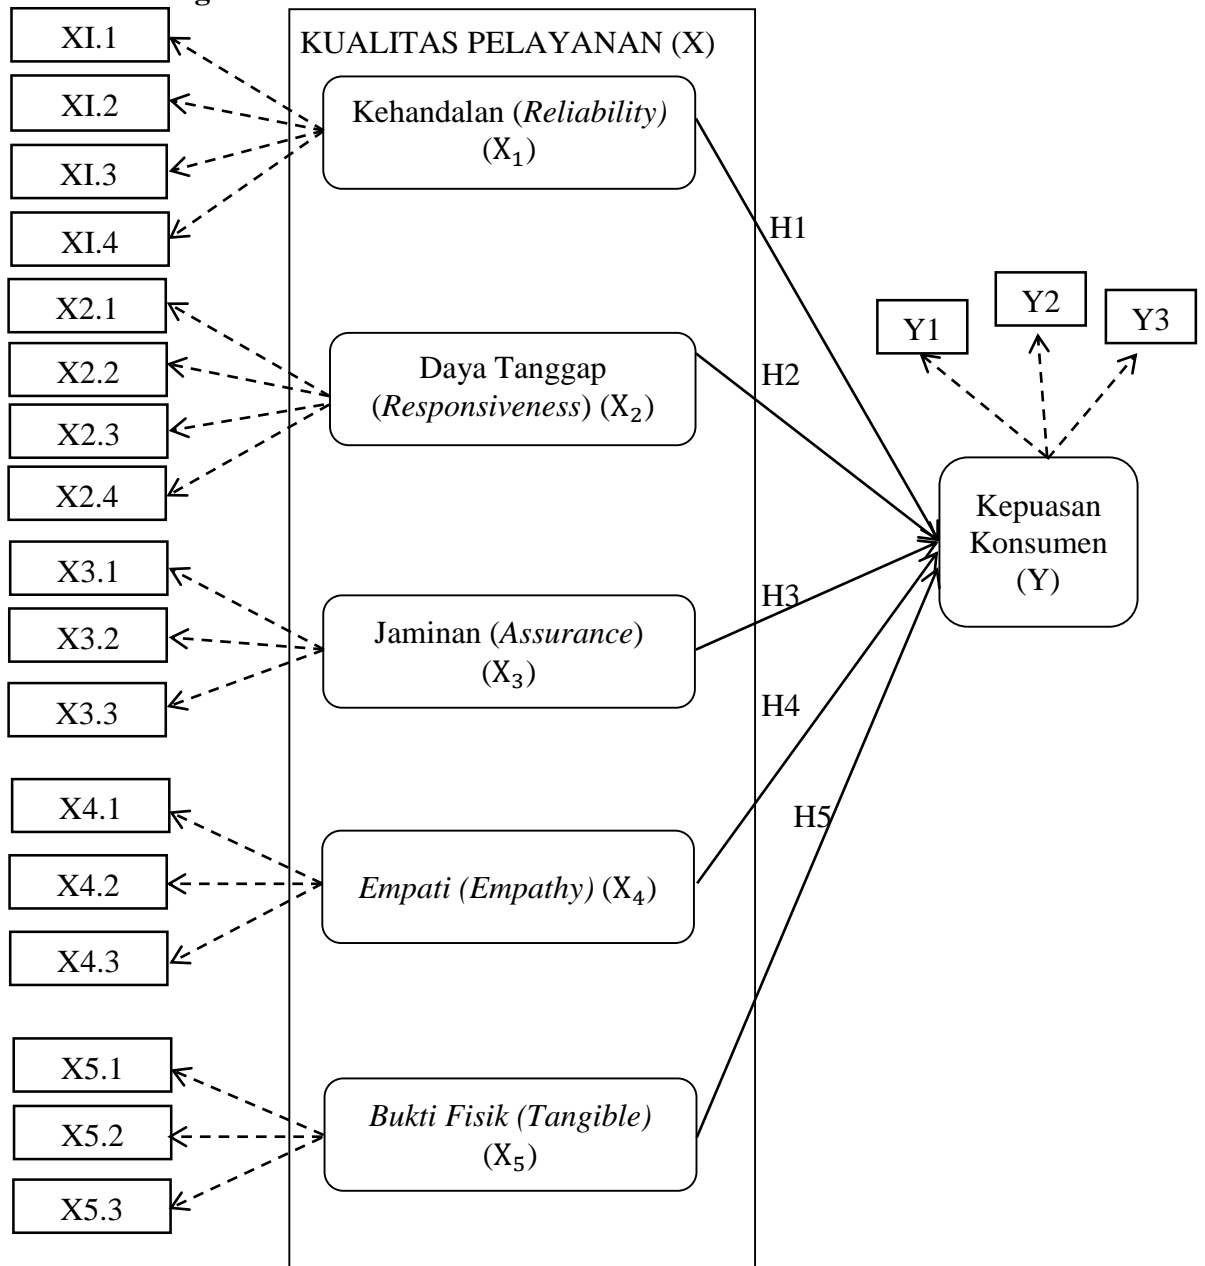 XI.1
XI.2
XI.3
XI.4
X2.1
X2.2
X2.3
X2.4
X3.1
X3.2
X3.3
X4.1
X4.2
X4.3
X5.1
X5.2
X5.3
KUALITAS PELAYANAN (X)
Kehandalan (Reliability)
(X₁)
Daya Tanggap
(Responsiveness) (X₂)
Jaminan (Assurance)
(X₃)
Empati (Empathy) (X₄)
Bukti Fisik (Tangible)
(X₅)
H1
H2
H3
H4
H5
Y1
Y2
Y3
Kepuasan
Konsumen
(Y)